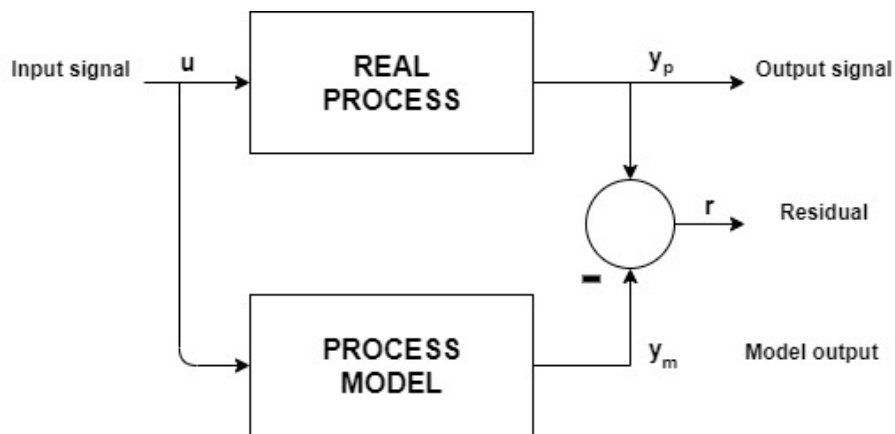 Input signal
u
REAL
PROCESS
y_p
Output signal
r
Residual
-
PROCESS
MODEL
y_m
Model output